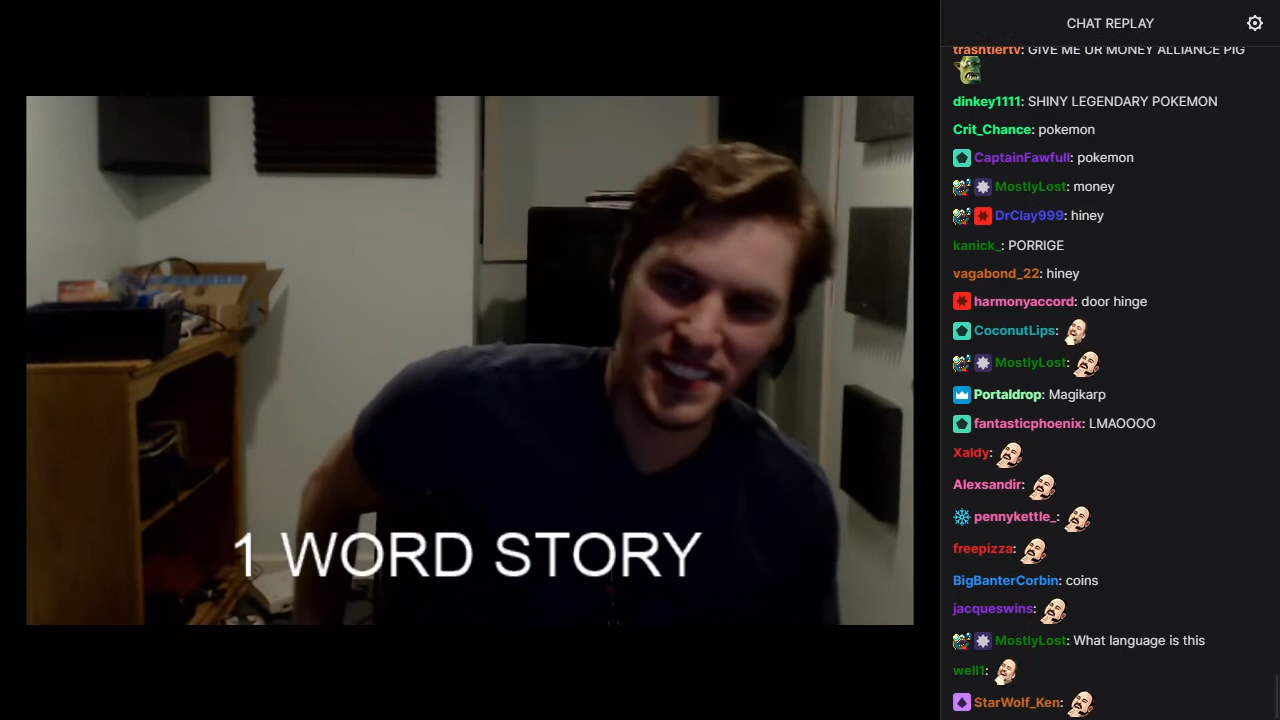 CHAT REPLAY
trashtiertv: GIVE ME UR MONEY ALLIANCE PIG
dinkey1111: SHINY LEGENDARY POKEMON
Crit_Chance: pokemon
CaptainFawfull: pokemon
MostlyLost: money
DrClay999: hiney
kanick_: PORRIGE
vagabond_22: hiney
harmonyaccord: door hinge
CoconutLips:
MostlyLost:
Portaldrop: Magikarp
fantasticphoenix: LMAOOOO
Xaldy:
Alexsandir:
pennykettle_:
freepizza:
BigBanterCorbin: coins
jacqueswins:
MostlyLost: What language is this
well1:
StarWolf_Ken:
1 WORD STORY